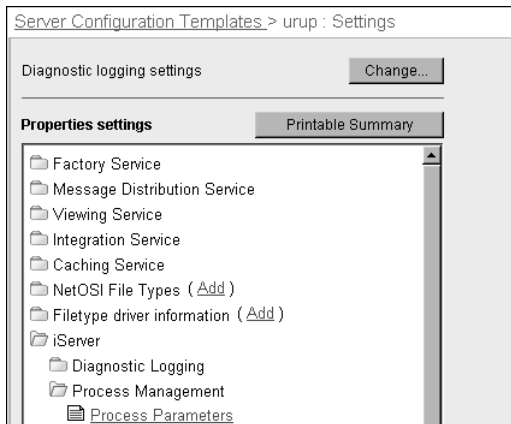 Server Configuration Templates > urup : Settings
Diagnostic logging settings Change...
Properties settings Printable Summary
Factory Service
Message Distribution Service
Viewing Service
Integration Service
Caching Service
NetOSI File Types ( Add )
Filetype driver information ( Add )
iServer
Diagnostic Logging
Process Management
Process Parameters